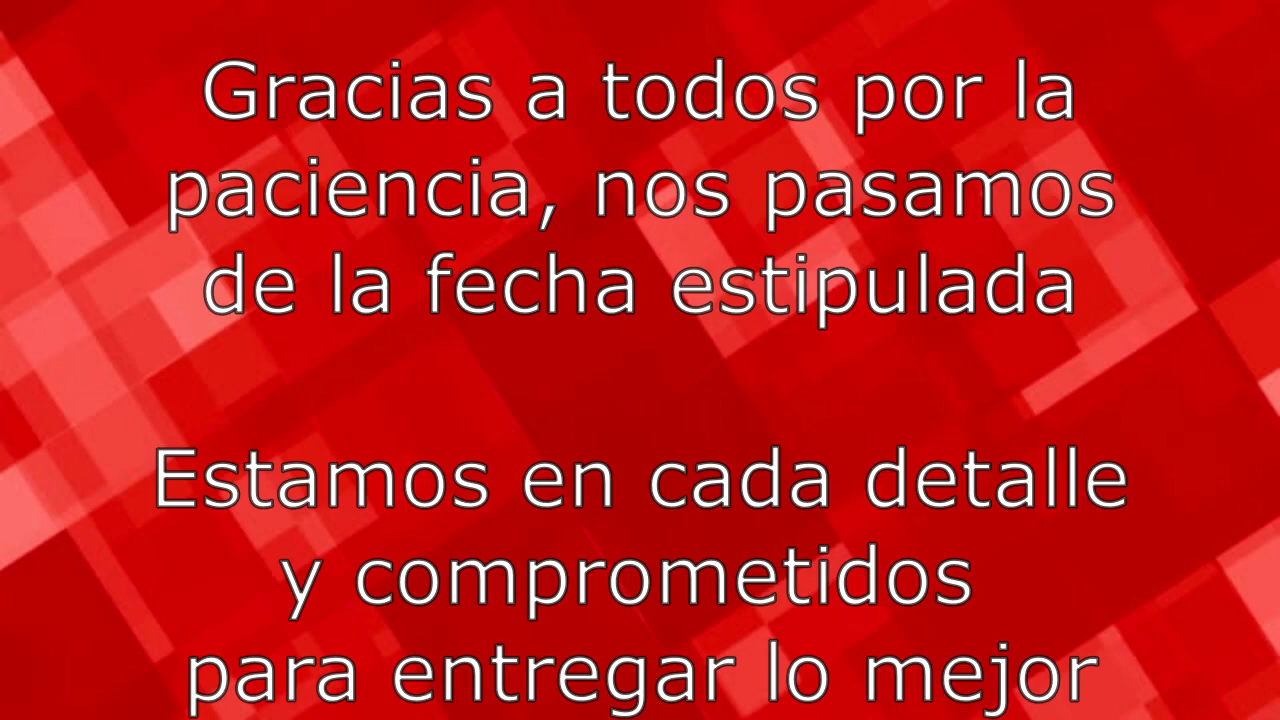 Gracias a todos por la
paciencia, nos pasamos
de la fecha estipulada
Estamos en cada detalle
y comprometidos
para entregar lo mejor